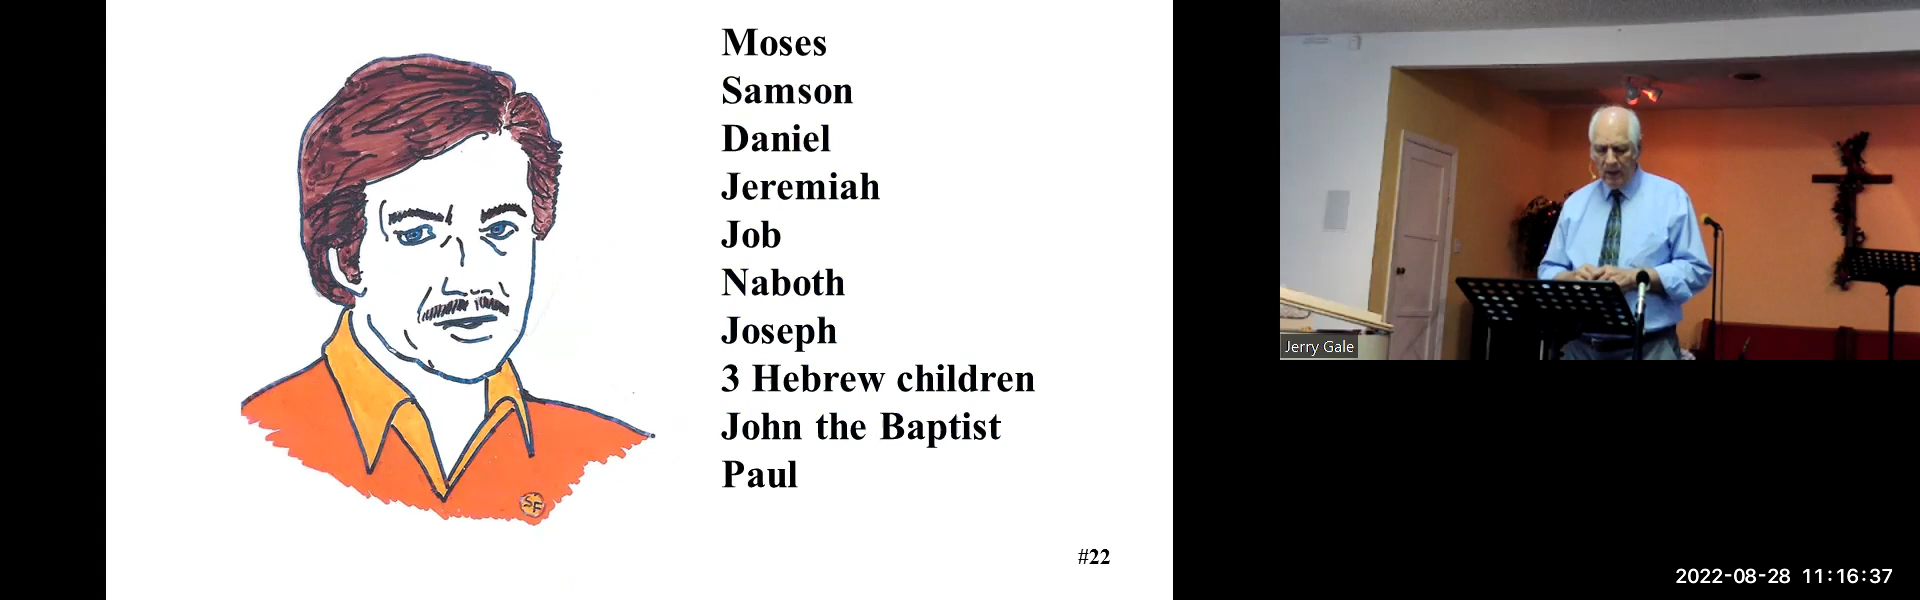 Moses
Samson
Daniel
Jeremiah
Job
Naboth
Joseph
3 Hebrew children
John the Baptist
Paul
SF
#22
Jerry Gale
2022-08-28 11:16:37